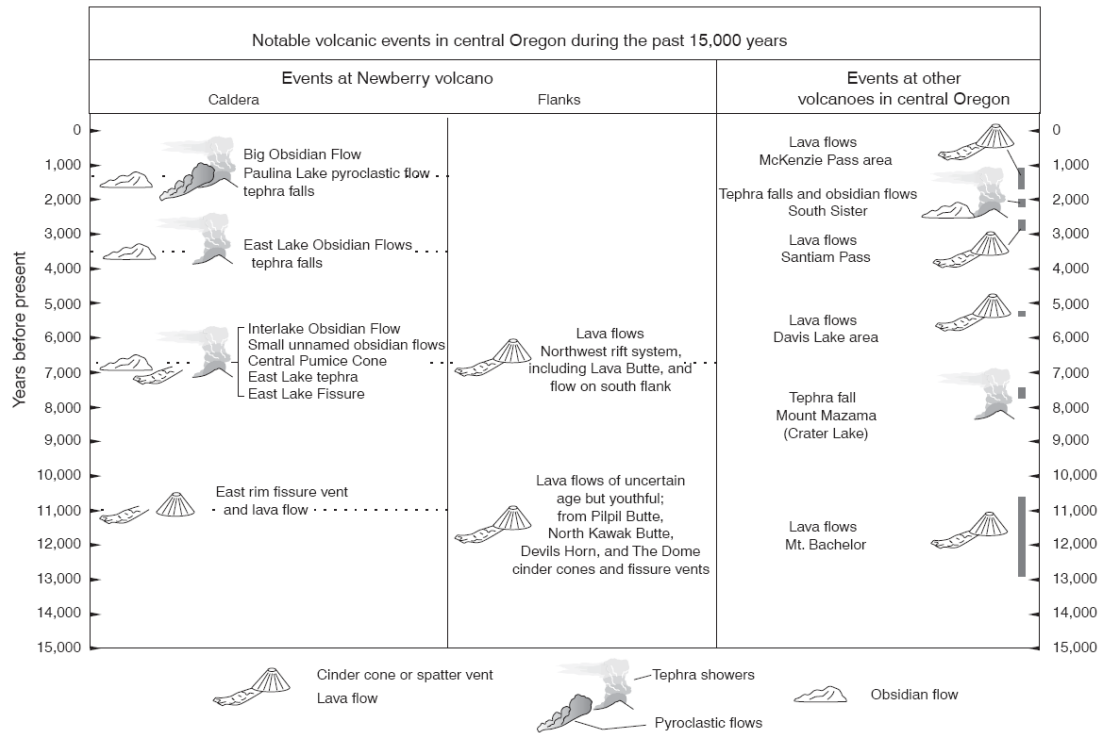 Notable volcanic events in central Oregon during the past 15,000 years
Events at Newberry volcano
Caldera
Flanks
Events at other
volcanoes in central Oregon
Years before present
0
1,000
2,000
3,000
4,000
5,000
6,000
7,000
8,000
9,000
10,000
11,000
12,000
13,000
14,000
15,000
Big Obsidian Flow
Paulina Lake pyroclastic flow
tephra falls
East Lake Obsidian Flows
tephra falls
Interlake Obsidian Flow
Small unnamed obsidian flows
Central Pumice Cone
East Lake tephra
East Lake Fissure
East rim fissure vent
and lava flow
Lava flows
Northwest rift system,
including Lava Butte, and
flow on south flank
Lava flows of uncertain
age but youthful;
from Pilpil Butte,
North Kawak Butte,
Devils Horn, and The Dome
cinder cones and fissure vents
Lava flows
McKenzie Pass area
Tephra falls and obsidian flows
South Sister
Lava flows
Santiam Pass
Lava flows
Davis Lake area
Tephra fall
Mount Mazama
(Crater Lake)
Lava flows
Mt. Bachelor
0
1,000
2,000
3,000
4,000
5,000
6,000
7,000
8,000
9,000
10,000
11,000
12,000
13,000
14,000
15,000
Cinder cone or spatter vent
Lava flow
Tephra showers
Pyroclastic flows
Obsidian flow